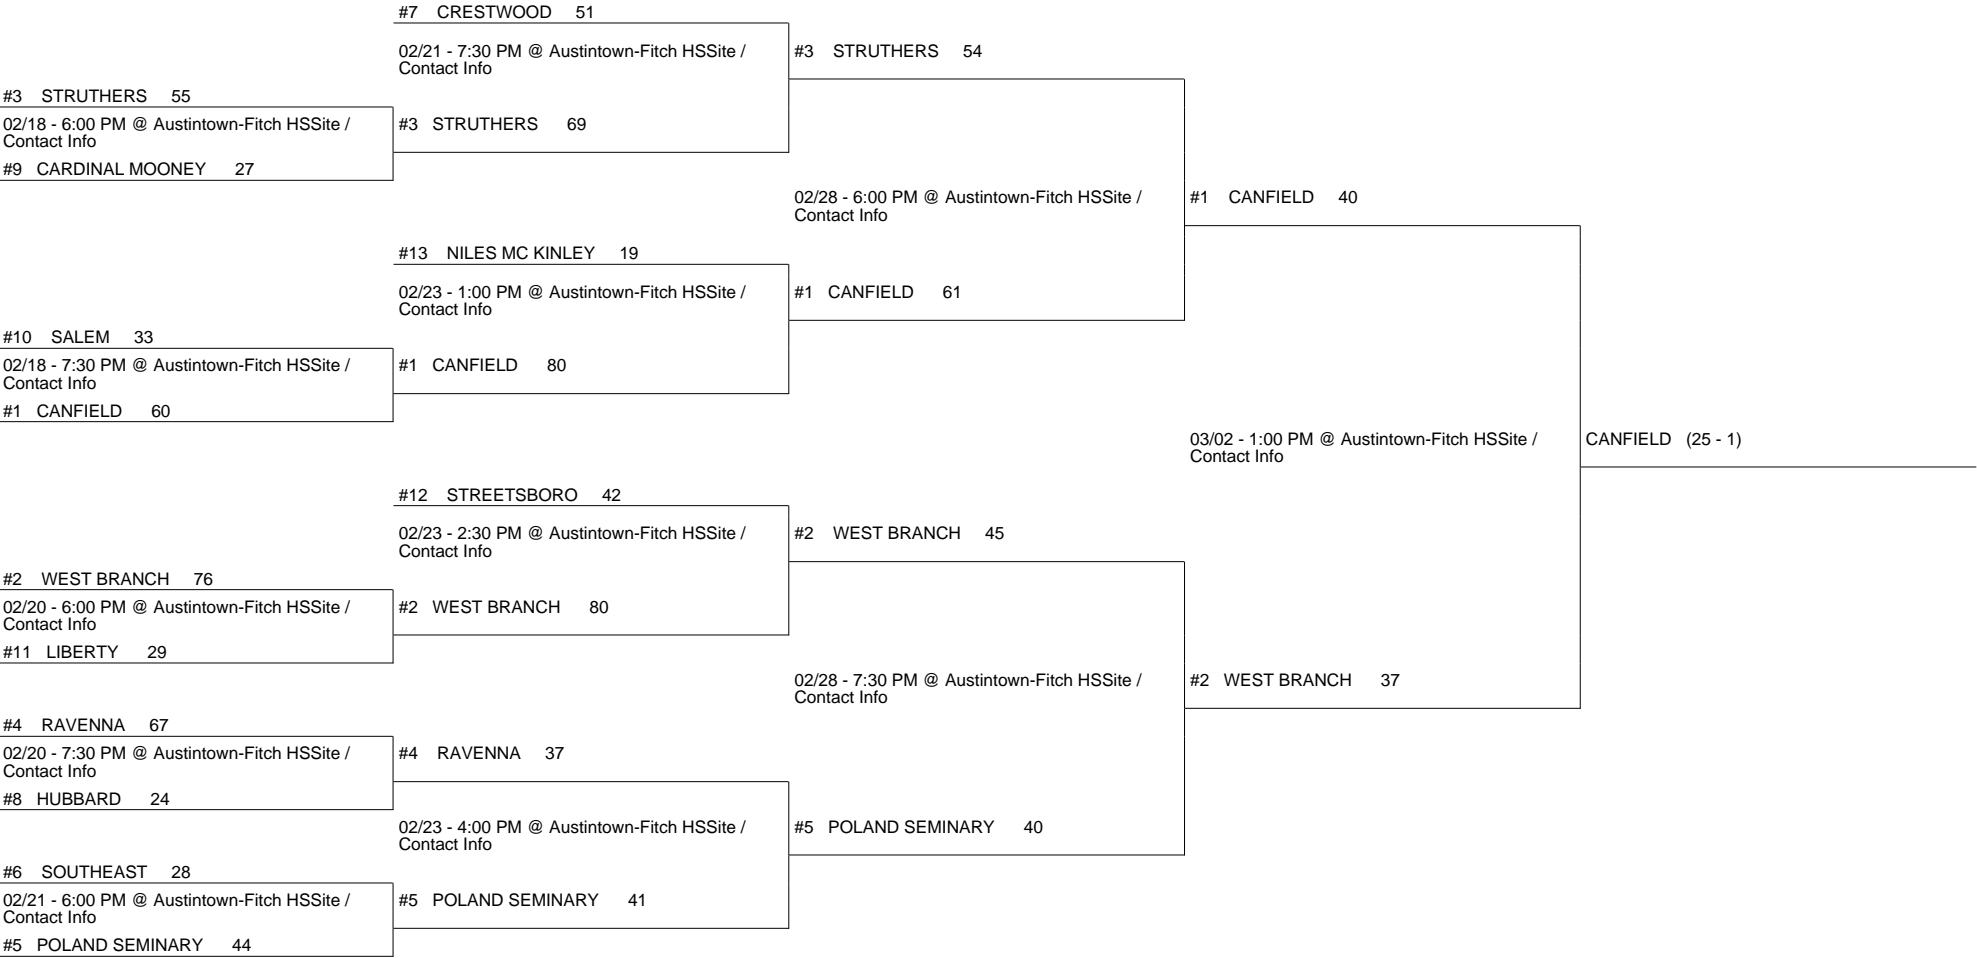 #7 CRESTWOOD 51
02/21 - 7:30 PM @ Austintown-Fitch HSSite /
Contact Info
#3 STRUTHERS 54
#3 STRUTHERS 55
02/18 - 6:00 PM @ Austintown-Fitch HSSite /
Contact Info
#3 STRUTHERS 69
#9 CARDINAL MOONEY 27
02/28 - 6:00 PM @ Austintown-Fitch HSSite /
Contact Info
#1 CANFIELD 40
#13 NILES MC KINLEY 19
02/23 - 1:00 PM @ Austintown-Fitch HSSite /
Contact Info
#1 CANFIELD 61
#10 SALEM 33
02/18 - 7:30 PM @ Austintown-Fitch HSSite /
Contact Info
#1 CANFIELD 80
#1 CANFIELD 60
03/02 - 1:00 PM @ Austintown-Fitch HSSite /
Contact Info
CANFIELD (25 - 1)
#12 STREETSBORO 42
02/23 - 2:30 PM @ Austintown-Fitch HSSite /
Contact Info
#2 WEST BRANCH 45
#2 WEST BRANCH 76
02/20 - 6:00 PM @ Austintown-Fitch HSSite /
Contact Info
#2 WEST BRANCH 80
#11 LIBERTY 29
02/28 - 7:30 PM @ Austintown-Fitch HSSite /
Contact Info
#2 WEST BRANCH 37
#4 RAVENNA 67
02/20 - 7:30 PM @ Austintown-Fitch HSSite /
Contact Info
#4 RAVENNA 37
#8 HUBBARD 24
02/23 - 4:00 PM @ Austintown-Fitch HSSite /
Contact Info
#5 POLAND SEMINARY 40
#6 SOUTHEAST 28
02/21 - 6:00 PM @ Austintown-Fitch HSSite /
Contact Info
#5 POLAND SEMINARY 41
#5 POLAND SEMINARY 44